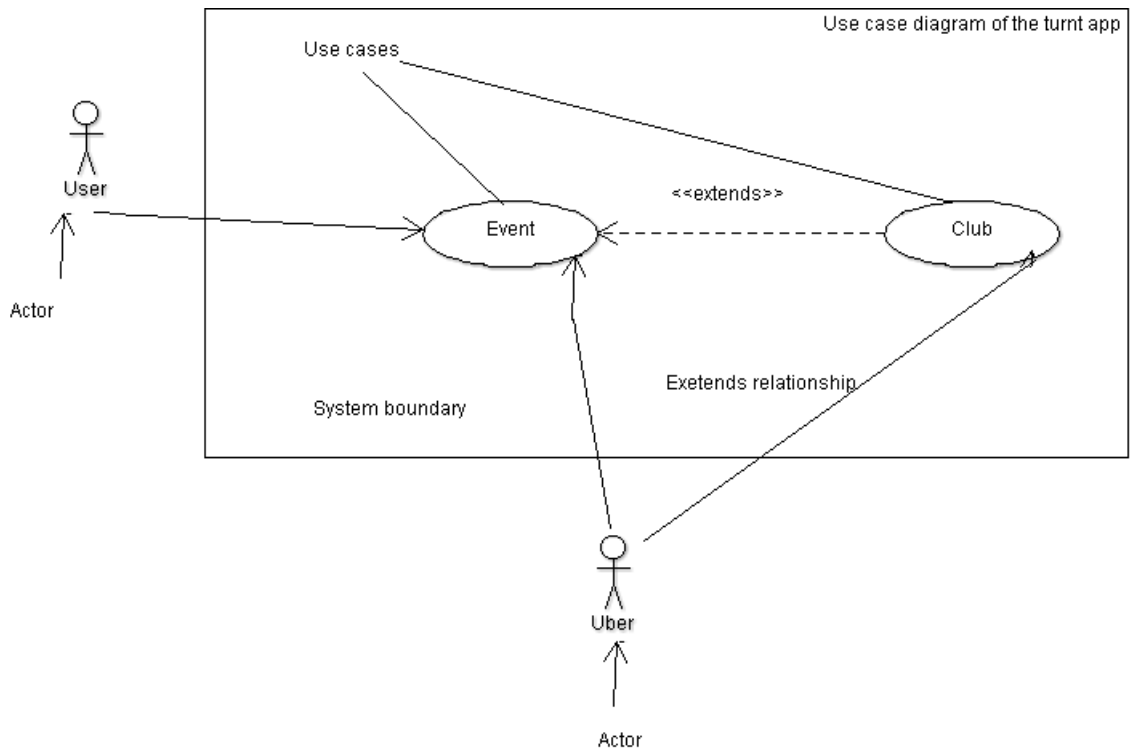 Use case diagram of the turnt app
Use cases
User
<<extends>>
Event
Club
Actor
Exetends relationship
System boundary
Uber
Actor